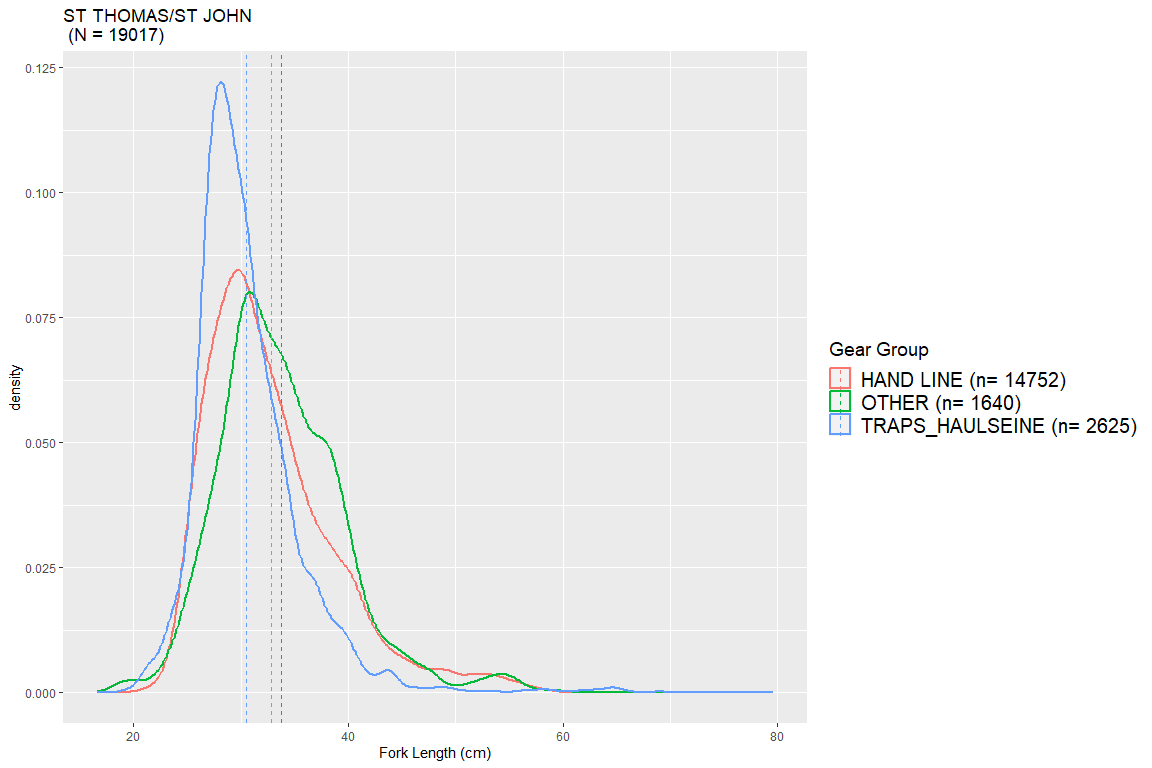 ST THOMAS/ST JOHN
(N = 19017)
0.125
0.100
0.075
0.050
0.025
0.000
density
20
40
60
80
Fork Length (cm)
Gear Group
HAND LINE (n= 14752)
OTHER (n= 1640)
TRAPS_HAULSEINE (n= 2625)